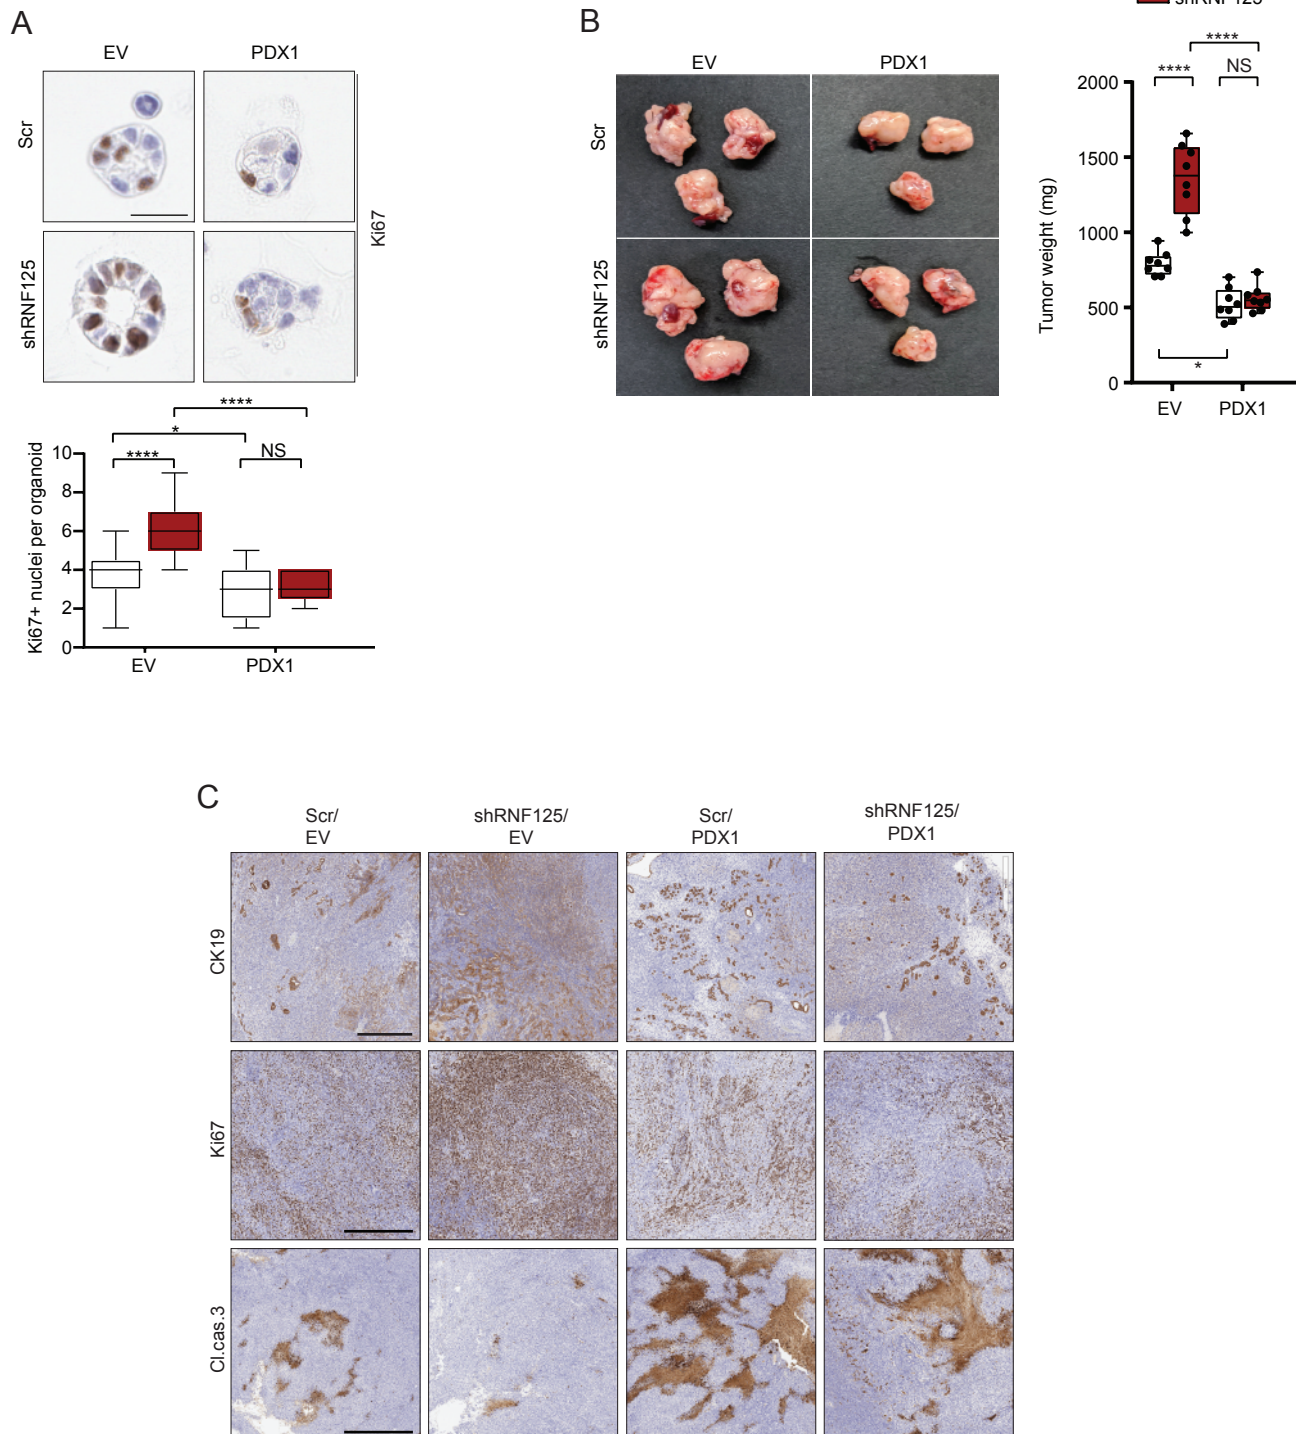 A
EV
PDX1
Scr
shRNF125
Ki67
****
*
****
NS
Ki67+ nuclei per organoid
10
8
6
4
2
0
EV
PDX1
B
EV
PDX1
Scr
shRNF125
shRNF125
****
****
NS
Tumor weight (mg)
2000
1500
1000
500
0
*
EV
PDX1
C
Scr/
EV
shRNF125/
EV
Scr/
PDX1
shRNF125/
PDX1
CK19
Ki67
Cl.cas.3